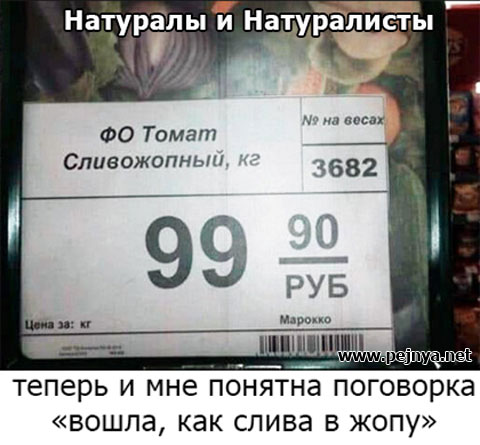 Натуралы и Натуралисты
ФО Томат
Сливожопный, кг
№ на весах
3682
99 90
РУБ
Цена за: кг
Марокко
www.pejnya.net
теперь и мне понятна поговорка
«вошла, как слива в жопу»